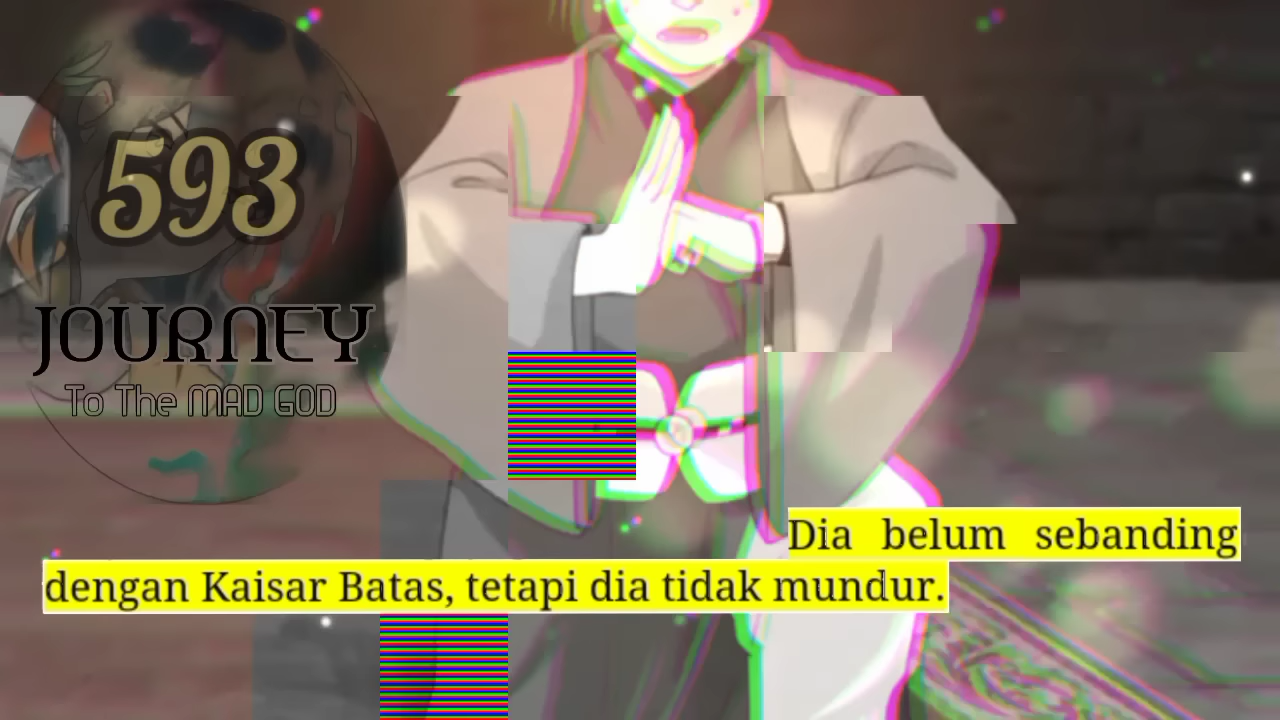 593
JOURNEY
To The MAD GOD
Dia belum sebanding
dengan Kaisar Batas, tetapi dia tidak mundur.